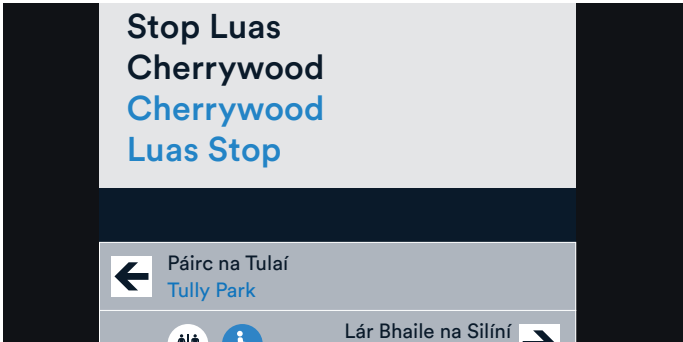 Stop Luas
Cherrywood
Cherrywood
Luas Stop
Páirc na Tulaí
Tully Park
Lár Bhaile na Silíní